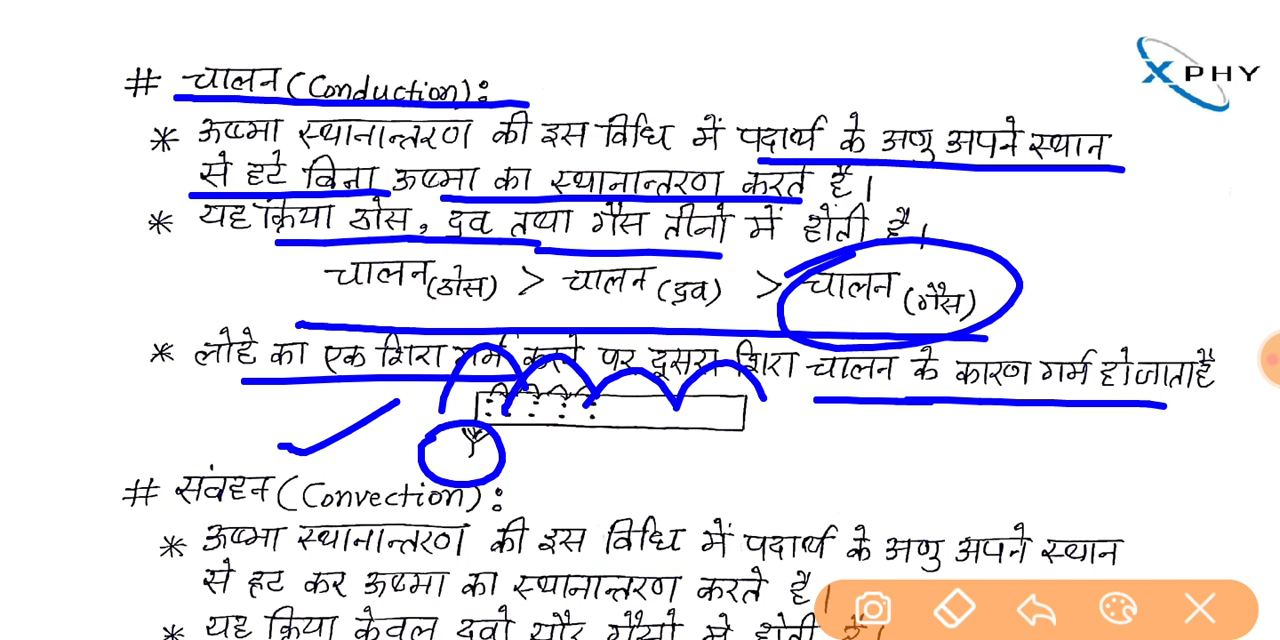 XPHY
# चालन (Conduction):
* ऊष्मा स्थानान्तरण की इस विधि में पदार्थ के अणु अपने स्थान
से हटे बिना ऊष्मा का स्थानान्तरण करते हैं।
* यह क्रिया ठोस, द्रव तथा गैस तीनो में होती है।
चालन(ठोस) > चालन(द्रव) > चालन(गैस)
* लोहे का एक शिरा गर्म करने पर दूसरा शिरा चालन के कारण गर्म हो जाता है
# संवहन (Convection):
* ऊष्मा स्थानान्तरण की इस विधि में पदार्थ के अणु अपने स्थान
से हट कर ऊष्मा का स्थानान्तरण करते हैं।
* यह क्रिया केवल द्रवो और गैसो मे होती है।